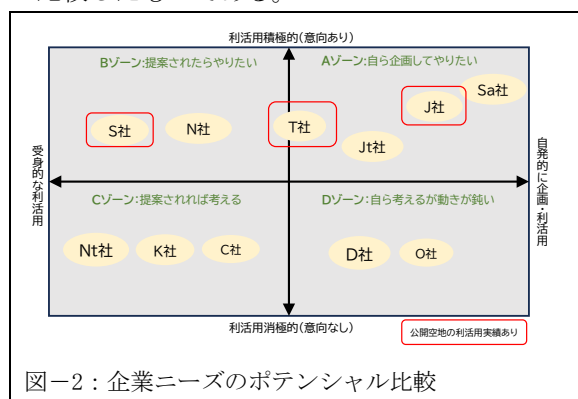 利活用積極的(意向あり)
Bゾーン:提案されたらやりたい
Aゾーン:自ら企画してやりたい
Sa社
J社
S社
N社
T社
Jt社
受身的な利活用
自発的に企画・利活用
Cゾーン:提案されれば考える
Dゾーン:自ら考えるが動きが鈍い
Nt社
K社
C社
D社
O社
利活用消極的(意向なし)
公開空地の利活用実績あり
図－2：企業ニーズのポテンシャル比較